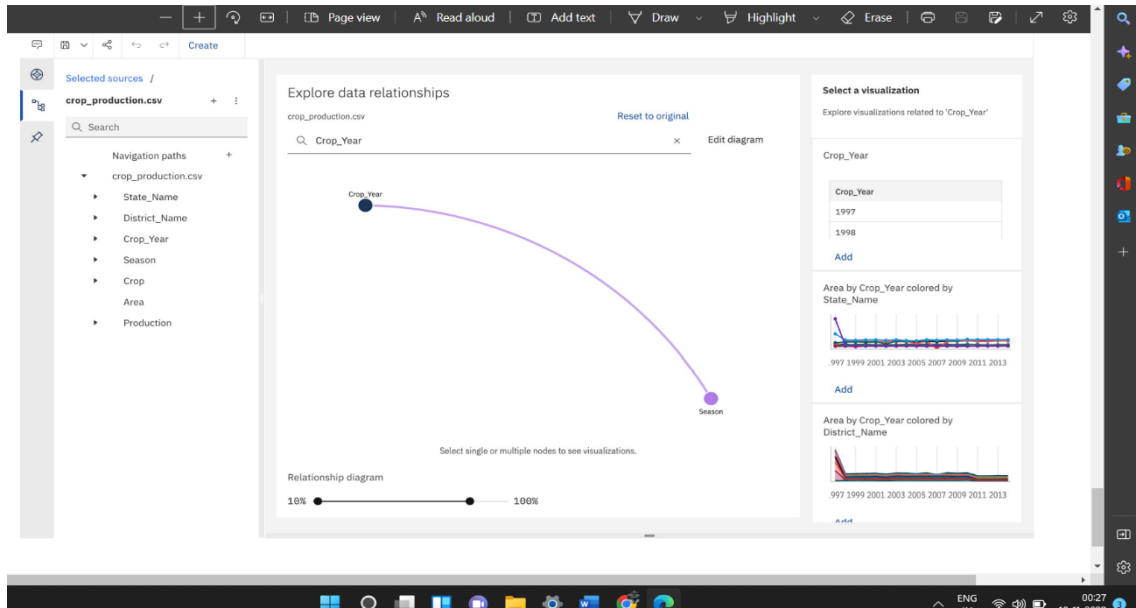 Page view
Read aloud
Add text
Draw
Highlight
Erase
Create
Selected sources /
crop_production.csv
Search
Navigation paths
crop_production.csv
State_Name
District_Name
Crop_Year
Season
Crop
Area
Production
Explore data relationships
crop_production.csv
Reset to original
Crop_Year
Edit diagram
Crop_Year
Season
Select single or multiple nodes to see visualizations.
Relationship diagram
10%
100%
Select a visualization
Explore visualizations related to 'Crop_Year'
Crop_Year
Crop_Year
1997
1998
Add
Area by Crop_Year colored by
State_Name
.997 1999 2001 2003 2005 2007 2009 2011 2013
Add
Area by Crop_Year colored by
District_Name
.997 1999 2001 2003 2005 2007 2009 2011 2013
Add
ENG
00:27